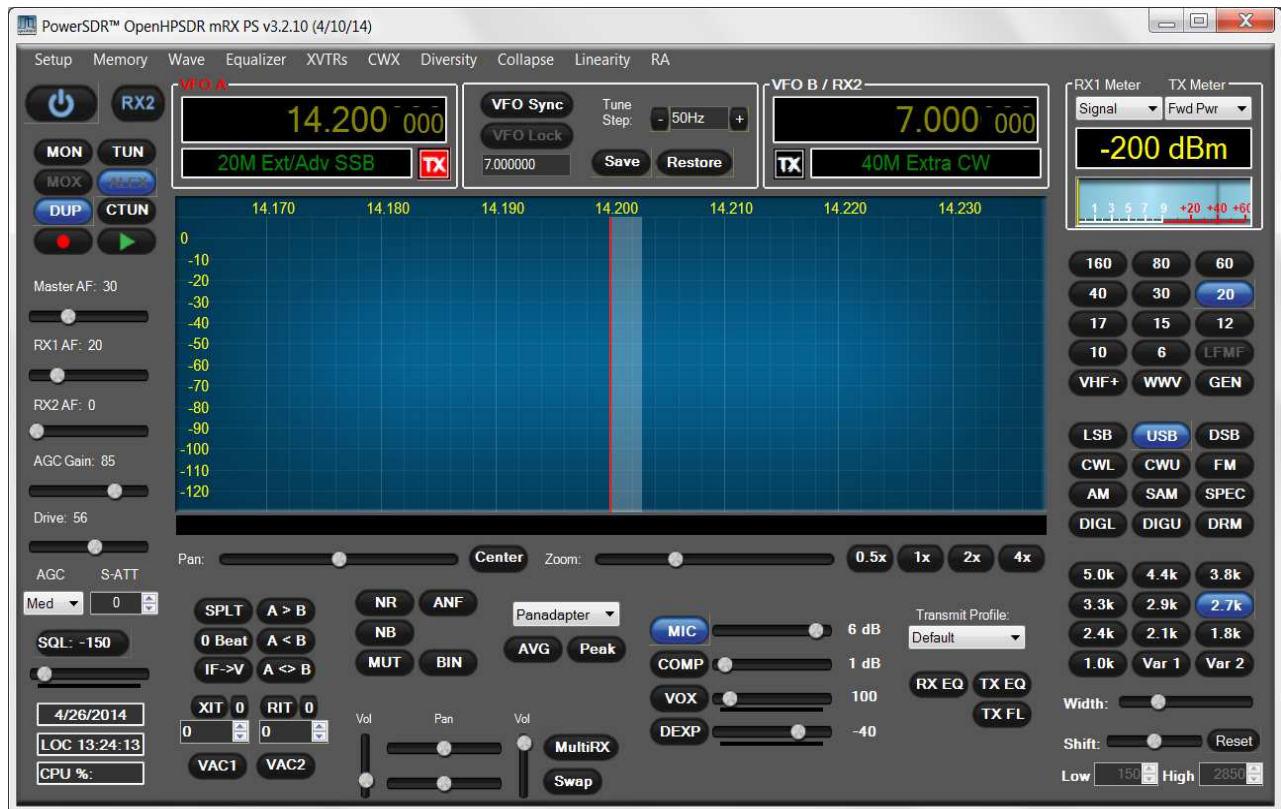 PowerSDR™ OpenHPSDR mRX PS v3.2.10 (4/10/14)
Setup Memory Wave Equalizer XVTRs CWX Diversity Collapse Linearity RA
RX2
MON TUN
MOX ALEX
DUP CTUN
Master AF: 30
RX1 AF: 20
RX2 AF: 0
AGC Gain: 85
Drive: 56
AGC S-ATT
Med 0
SQL: -150
4/26/2014
LOC 13:24:13
CPU %:
VFO A
14.200 000
20M Ext/Adv SSB TX
VFO Sync Tune Step: - 50Hz +
VFO Lock
7.000000 Save Restore
VFO B / RX2
7.000 000
TX 40M Extra CW
14.170 14.180 14.190 14.200 14.210 14.220 14.230
0
-10
-20
-30
-40
-50
-60
-70
-80
-90
-100
-110
-120
Pan: Center Zoom: 0.5x 1x 2x 4x
SPLT A > B
0 Beat A < B
IF->V A <> B
XIT 0 RIT 0
0 0
VAC1 VAC2
NR ANF
NB
MUT BIN
Vol Pan Vol
MultiRX
Swap
Panadapter
AVG Peak
MIC 6 dB
COMP 1 dB
VOX 100
DEXP -40
Transmit Profile:
Default
RX EQ TX EQ
TX FL
RX1 Meter TX Meter
Signal Fwd Pwr
-200 dBm
1 3 5 7 9 +20 +40 +60
160 80 60
40 30 20
17 15 12
10 6 LFMF
VHF+ WWV GEN
LSB USB DSB
CWL CWU FM
AM SAM SPEC
DIGL DIGU DRM
5.0k 4.4k 3.8k
3.3k 2.9k 2.7k
2.4k 2.1k 1.8k
1.0k Var 1 Var 2
Width:
Shift: Reset
Low 150 High 2850